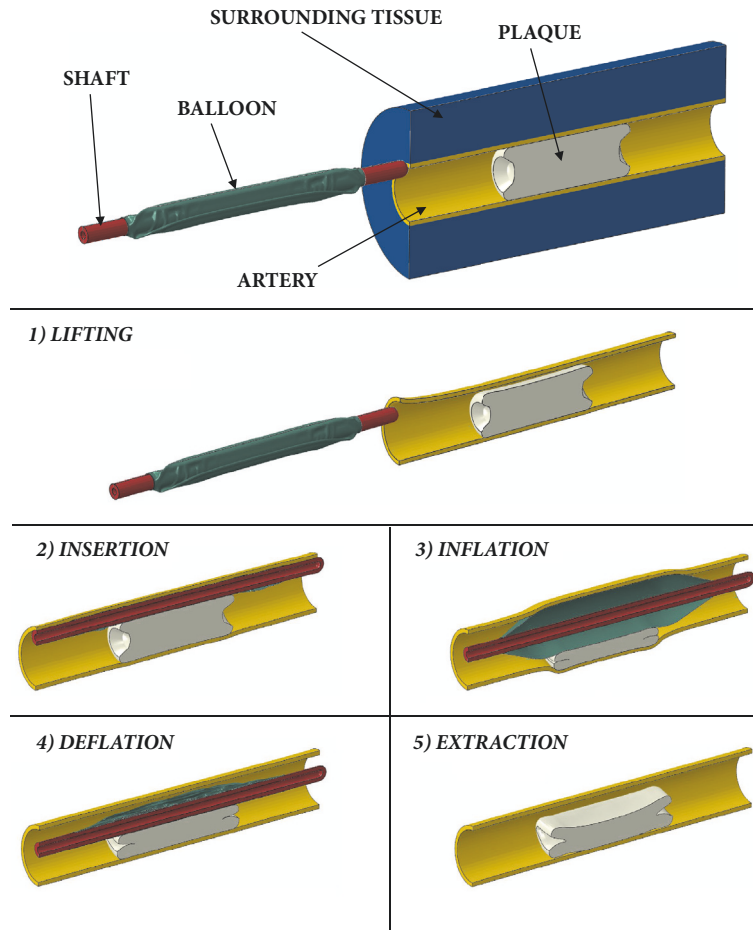 SURROUNDING TISSUE
PLAQUE
SHAFT
BALLOON
ARTERY
1) LIFTING
2) INSERTION
3) INFLATION
4) DEFLATION
5) EXTRACTION